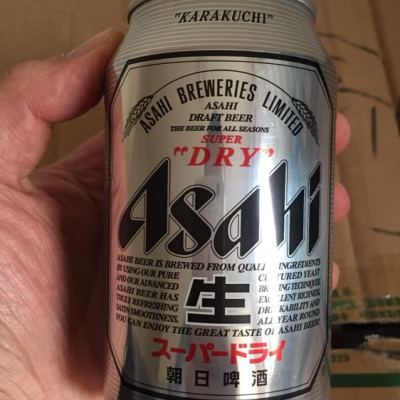 "KARAKUCHI"
ASAHI BREWERIES LIMITED
ASAHI
DRAFT BEER
THE BEER FOR ALL SEASONS
SUPER
"DRY"
Asahi
ASAHI BEER IS BREWED FROM QUALITY INGREDIENTS
BY USING OUR PURE CULTURED YEAST
AND OUR ADVANCED BREWING TECHNIQUES.
ASAHI BEER HAS EXCELLENT RICHNESS,
TRULY REFRESHING DRINKABILITY AND
SATIN SMOOTHNESS. ALL YEAR ROUND
YOU CAN ENJOY THE GREAT TASTE OF ASAHI BEER!
生
スーパードライ
朝日啤酒